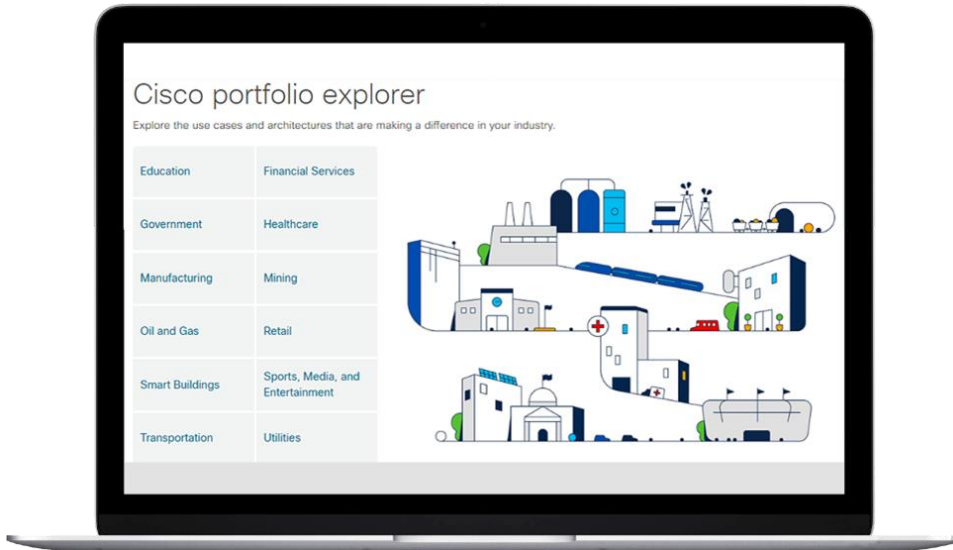 Cisco portfolio explorer
Explore the use cases and architectures that are making a difference in your industry.
Education
Financial Services
Government
Healthcare
Manufacturing
Mining
Oil and Gas
Retail
Smart Buildings
Sports, Media, and
Entertainment
Transportation
Utilities